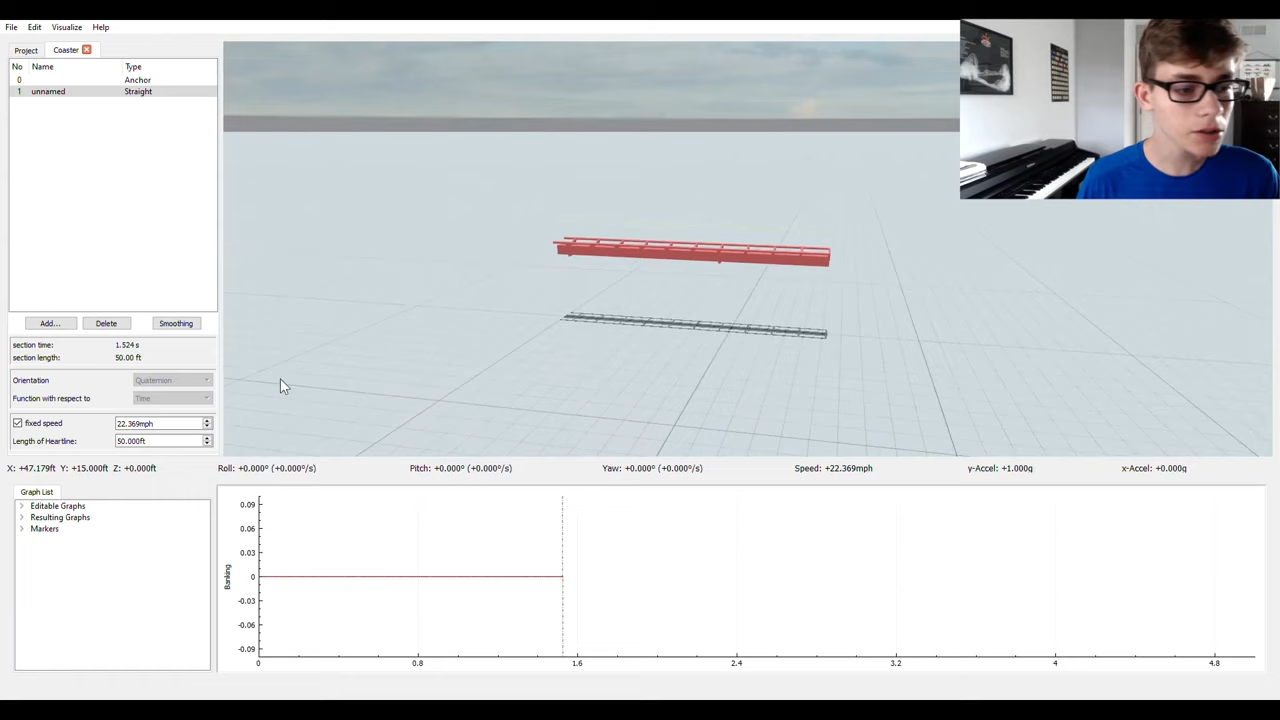 File Edit Visualize Help
Project Coaster
No Name Type
0 Anchor
1 unnamed Straight
Add... Delete Smoothing
section time: 1.524 s
section length: 50.00 ft
Orientation Quaternion
Function with respect to Time
fixed speed 22.369mph
Length of Heartline: 50.000ft
X: +47.179ft Y: +15.000ft Z: +0.000ft Roll: +0.000° (+0.000°/s) Pitch: +0.000° (+0.000°/s) Yaw: +0.000° (+0.000°/s) Speed: +22.369mph y-Accel: +1.000g x-Accel: +0.000g
Graph List
Editable Graphs
Resulting Graphs
Markers
Banking
0.09
0.06
0.03
0
-0.03
-0.06
-0.09
0 0.8 1.6 2.4 3.2 4 4.8